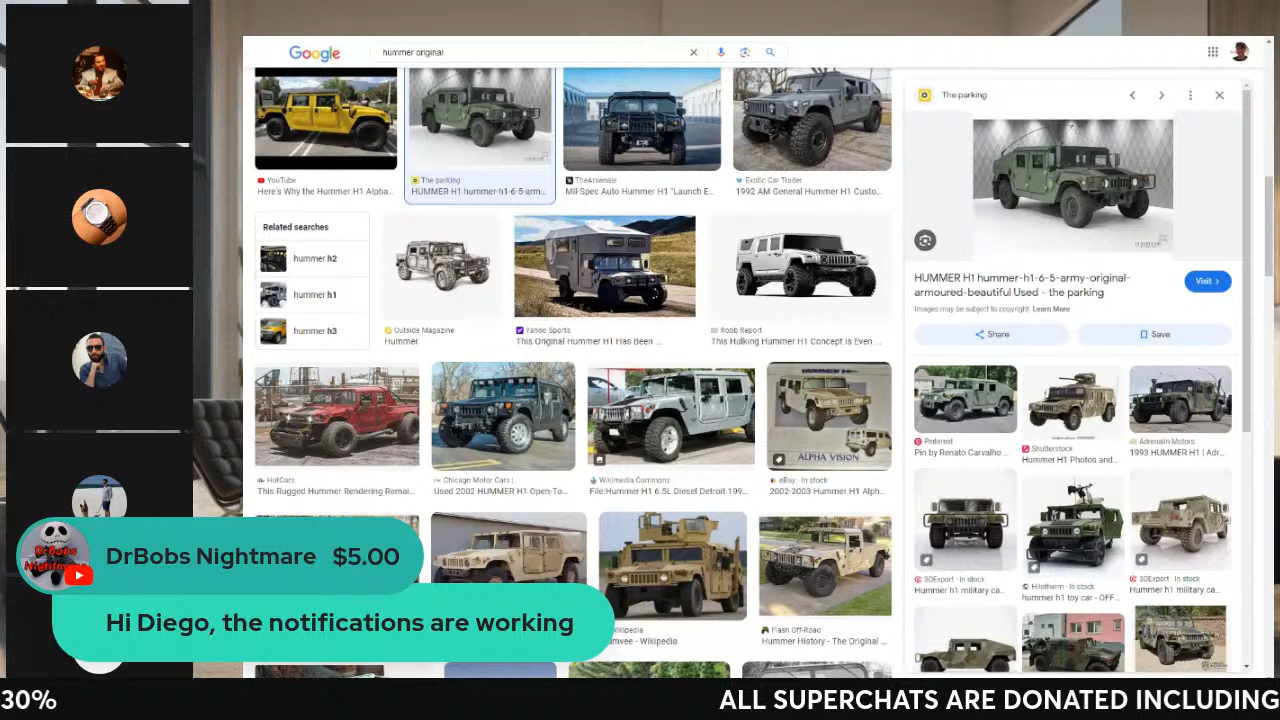 Google
hummer original
YouTube
Here's Why the Hummer H1 Alpha...
The parking
HUMMER H1 hummer-h1-6-5-arm...
TheArsenale
Mil-Spec Auto Hummer H1 "Launch E...
Exotic Car Trader
1992 AM General Hummer H1 Custo...
Related searches
hummer h2
hummer h1
hummer h3
Outside Magazine
Hummer
Yahoo Sports
This Original Hummer H1 Has Been ...
Robb Report
This Hulking Hummer H1 Concept Is Even ...
HotCars
This Rugged Hummer Rendering Remai...
Chicago Motor Cars |
Used 2002 HUMMER H1 Open-To...
Wikimedia Commons
File:Hummer H1 6.5L Diesel Detroit 199...
ALPHA VISION
eBay · In stock
2002-2003 Hummer H1 Alph...
Wikipedia
umvee - Wikipedia
Flash Off-Road
Hummer History - The Original ...
The parking
HUMMER H1 hummer-h1-6-5-army-original-
armoured-beautiful Used - the parking
Visit
Images may be subject to copyright. Learn More
Share
Save
Pinterest
Pin by Renato Carvalho ...
Shutterstock
Hummer H1 Photos and...
Adrenalin Motors
1993 HUMMER H1 | Adr...
3DExport · In stock
Hummer h1 military ca...
Hilotherm · In stock
hummer h1 toy car - OFF...
3DExport · In stock
Hummer h1 military ca...
DrBobs
Nightmare
DrBobs Nightmare $5.00
Hi Diego, the notifications are working
30%
ALL SUPERCHATS ARE DONATED INCLUDING